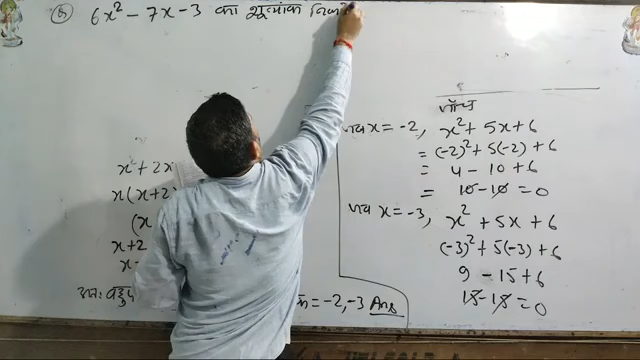 6x² - 7x - 3 का शून्यांक
x² + 2x
x(x+2)
(x
x+2
अतः बहुपद
= -2, -3 Ans
जाँच
जब x = -2, x² + 5x + 6
= (-2)² + 5(-2) + 6
= 4 - 10 + 6
= 10 - 10 = 0
जब x = -3, x² + 5x + 6
(-3)² + 5(-3) + 6
9 - 15 + 6
15 - 15 = 0